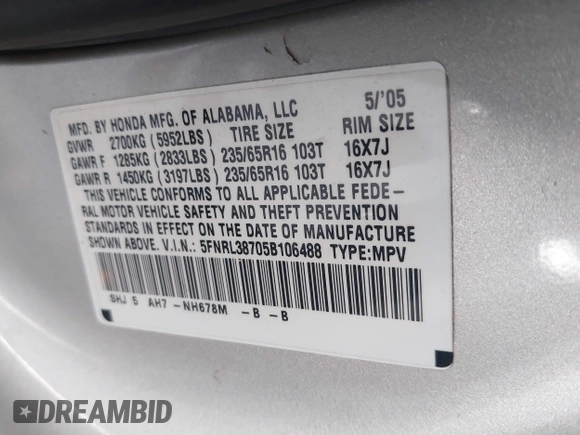 MFD. BY HONDA MFG. OF ALABAMA, LLC 5/'05
GVWR 2700KG (5952LBS) TIRE SIZE RIM SIZE
GAWR F 1285KG (2833LBS) 235/65R16 103T 16X7J
GAWR R 1450KG (3197LBS) 235/65R16 103T 16X7J
THIS VEHICLE CONFORMS TO ALL APPLICABLE FEDE-
RAL MOTOR VEHICLE SAFETY AND THEFT PREVENTION
STANDARDS IN EFFECT ON THE DATE OF MANUFACTURE
SHOWN ABOVE. V.I.N.: 5FNRL38705B106488 TYPE:MPV
SHJ 5 AH7 -NH678M -B -B
DREAMBID